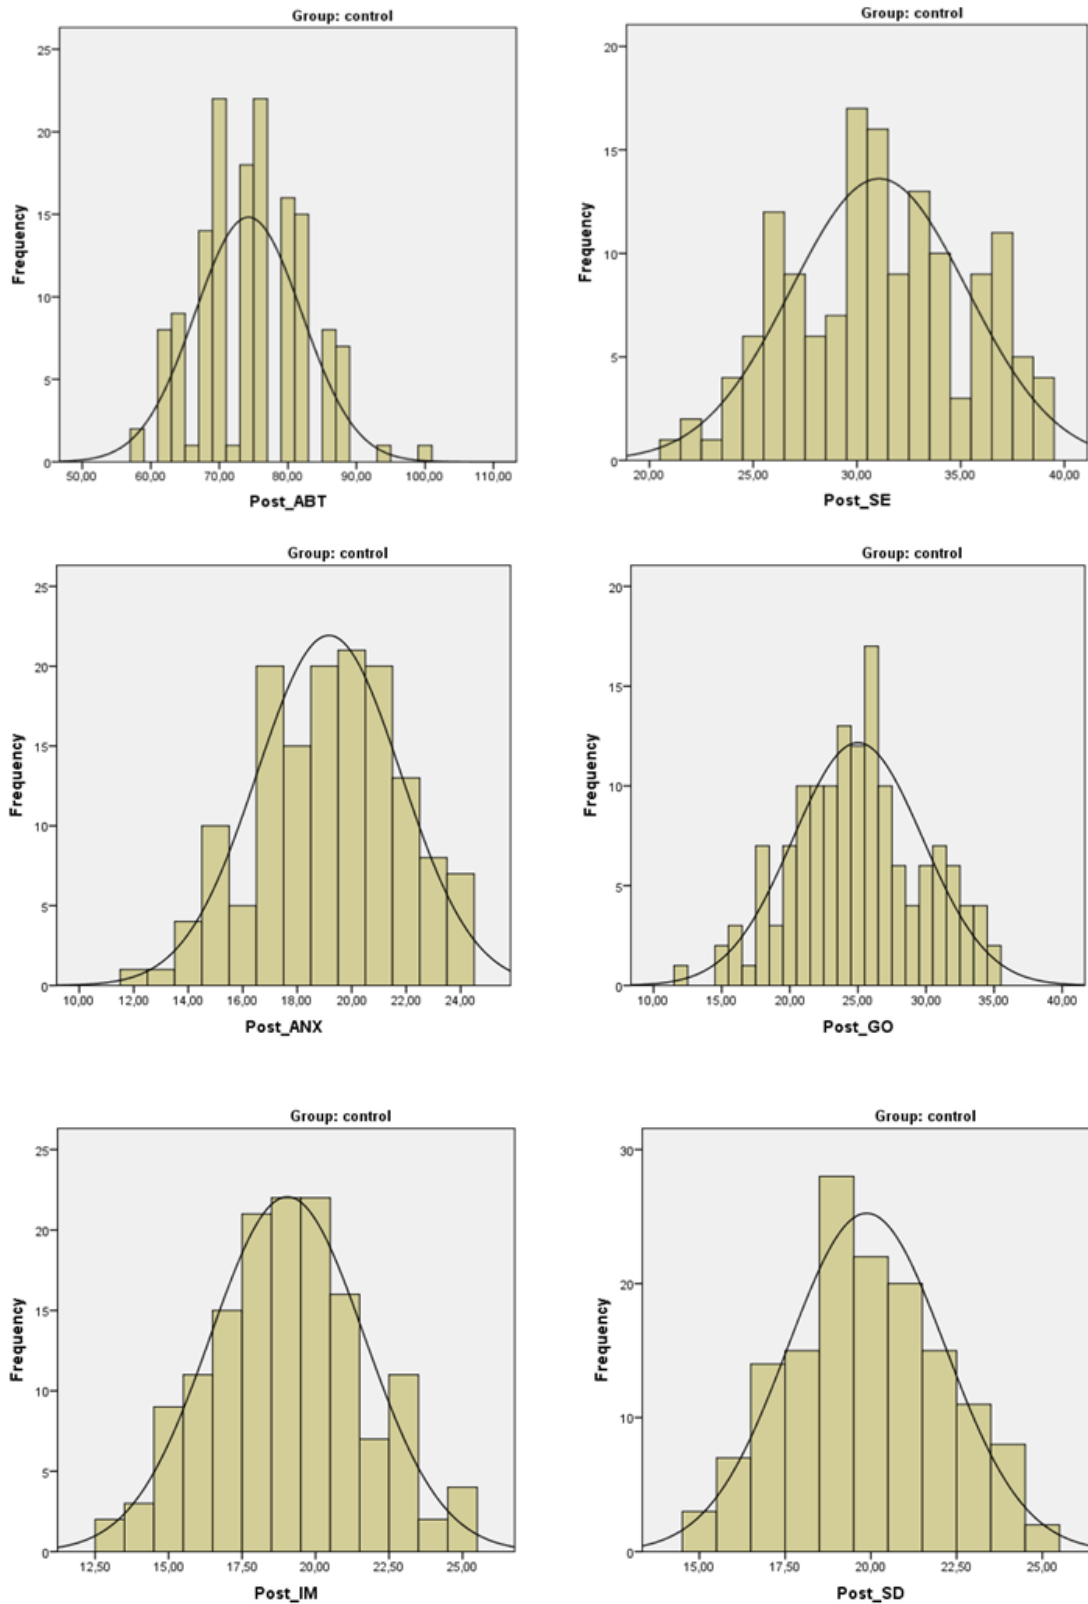 Group: control
25
20
15
10
5
0
Frequency
50,00 60,00 70,00 80,00 90,00 100,00 110,00
Post_ABT
Group: control
20
15
10
5
0
Frequency
20,00 25,00 30,00 35,00 40,00
Post_SE
Group: control
25
20
15
10
5
0
Frequency
10,00 12,00 14,00 16,00 18,00 20,00 22,00 24,00
Post_ANX
Group: control
20
15
10
5
0
Frequency
10,00 15,00 20,00 25,00 30,00 35,00 40,00
Post_GO
Group: control
25
20
15
10
5
0
Frequency
12,50 15,00 17,50 20,00 22,50 25,00
Post_IM
Group: control
30
20
10
0
Frequency
15,00 17,50 20,00 22,50 25,00
Post_SD